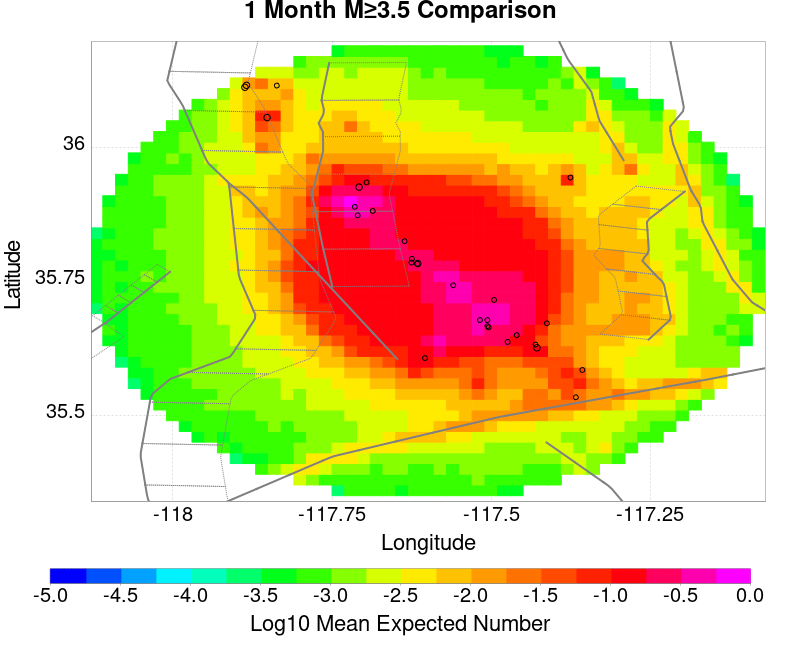 1 Month M≥3.5 Comparison
Latitude
36
35.75
35.5
-118 -117.75 -117.5 -117.25
Longitude
-5.0 -4.5 -4.0 -3.5 -3.0 -2.5 -2.0 -1.5 -1.0 -0.5 0.0
Log10 Mean Expected Number